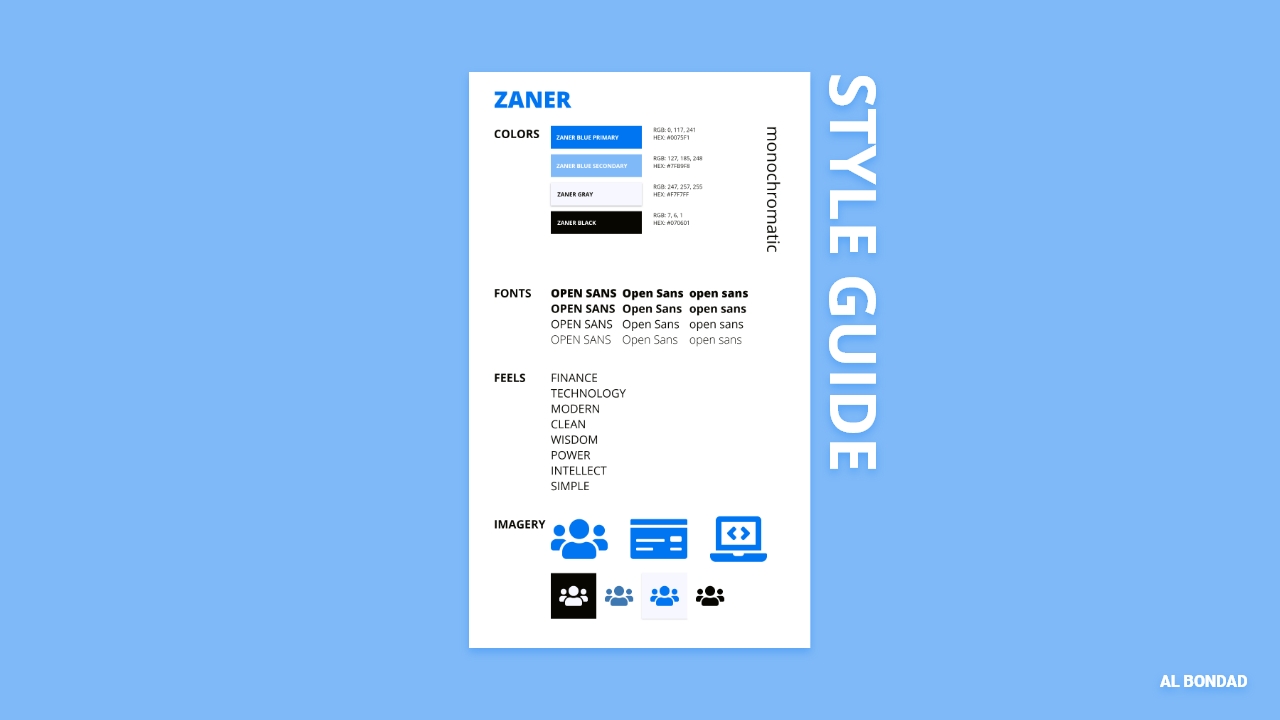 ZANER
COLORS
ZANER BLUE PRIMARY
RGB: 0, 117, 241
HEX: #0075F1
ZANER BLUE SECONDARY
RGB: 127, 185, 248
HEX: #7FB9F8
ZANER GRAY
RGB: 247, 257, 255
HEX: #F7F7FF
ZANER BLACK
RGB: 7, 6, 1
HEX: #070601
monochromatic
FONTS
OPEN SANS Open Sans open sans
OPEN SANS Open Sans open sans
OPEN SANS Open Sans open sans
OPEN SANS Open Sans open sans
FEELS
FINANCE
TECHNOLOGY
MODERN
CLEAN
WISDOM
POWER
INTELLECT
SIMPLE
IMAGERY
STYLE GUIDE
AL BONDAD